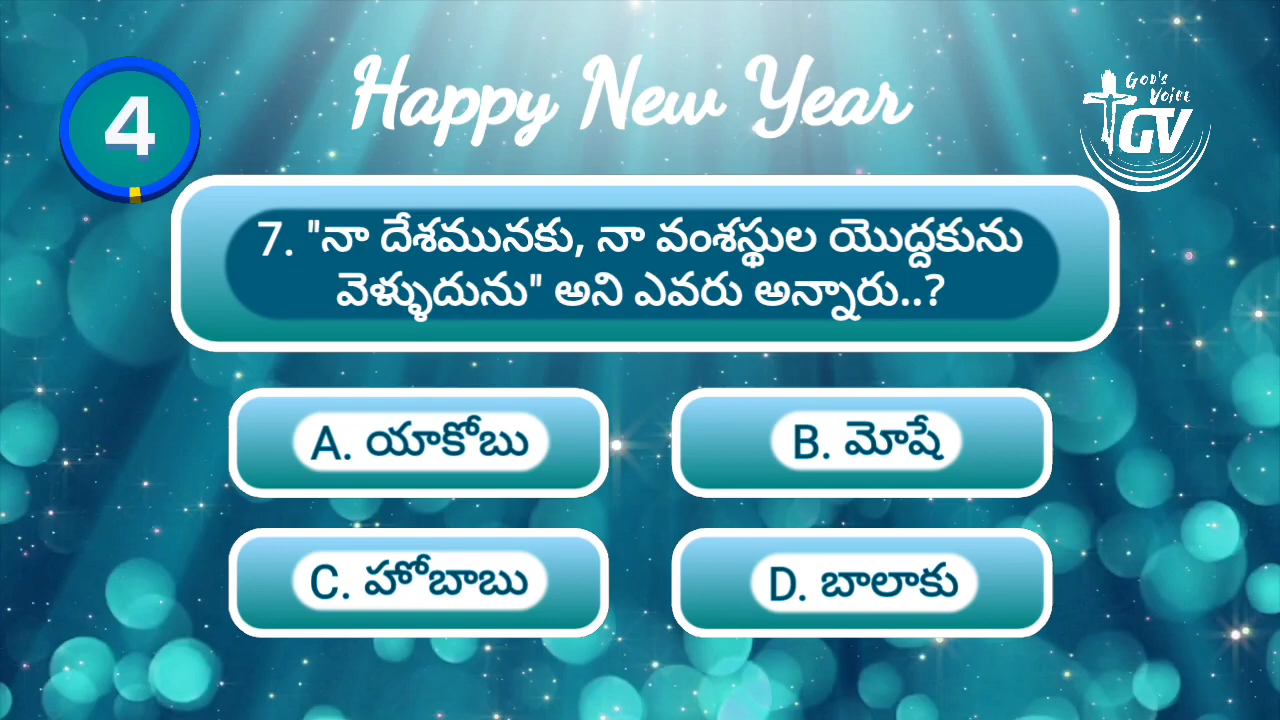 4
Happy New Year
God's
Voice
GV
7. "నా దేశమునకు, నా వంశస్థుల యొద్దకును
వెళ్ళుదును" అని ఎవరు అన్నారు..?
A. యాకోబు
B. మోషే
C. హోబాబు
D. బాలాకు